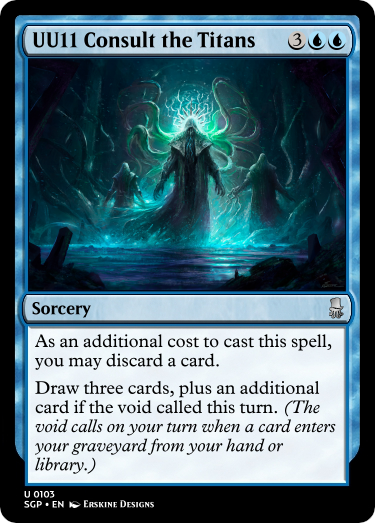 UU11 Consult the Titans 3
Sorcery
As an additional cost to cast this spell,
you may discard a card.
Draw three cards, plus an additional
card if the void called this turn. (The
void calls on your turn when a card enters
your graveyard from your hand or
library.)
U 0103
SGP • EN Erskine Designs